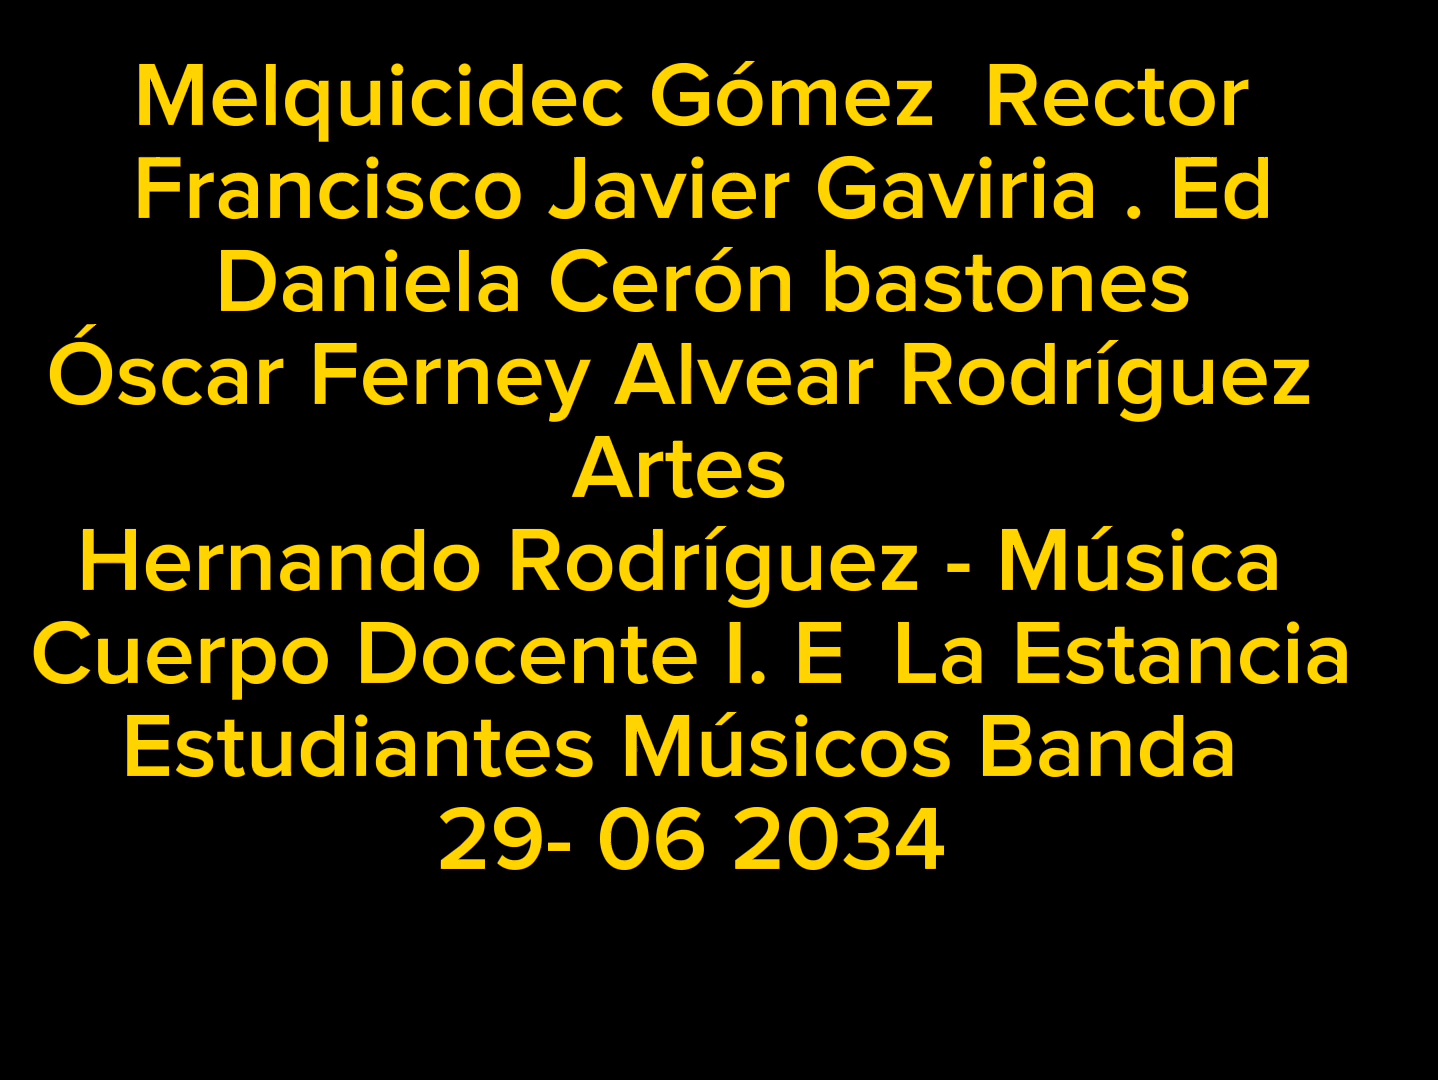 Melquicidec Gómez  Rector
Francisco Javier Gaviria . Ed
Daniela Cerón bastones
Óscar Ferney Alvear Rodríguez
Artes
Hernando Rodríguez - Música
Cuerpo Docente I. E  La Estancia
Estudiantes Músicos Banda
29- 06 2034